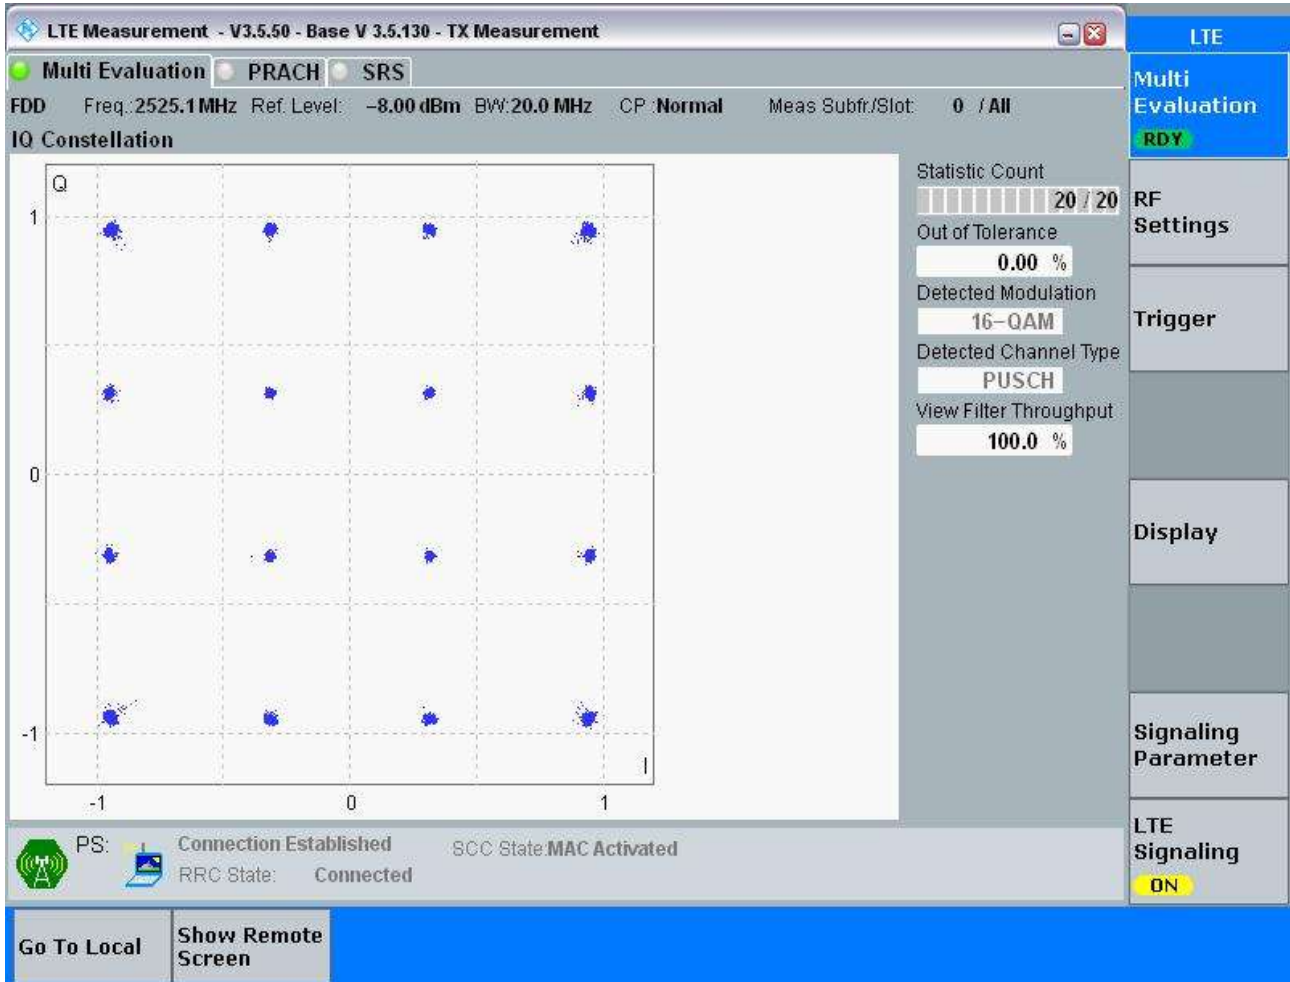 LTE Measurement - V3.5.50 - Base V 3.5.130 - TX Measurement
LTE
Multi Evaluation PRACH SRS
Multi
Evaluation
RDY
FDD Freq.:2525.1 MHz Ref. Level: −8.00 dBm BW:20.0 MHz CP :Normal Meas Subfr./Slot: 0 / All
IQ Constellation
Q
1
0
-1
-1 0 1
I
Statistic Count
20 / 20
Out of Tolerance
0.00 %
Detected Modulation
16−QAM
Detected Channel Type
PUSCH
View Filter Throughput
100.0 %
RF
Settings
Trigger
Display
Signaling
Parameter
LTE
Signaling
ON
PS: Connection Established SCC State:MAC Activated
RRC State: Connected
Go To Local
Show Remote
Screen